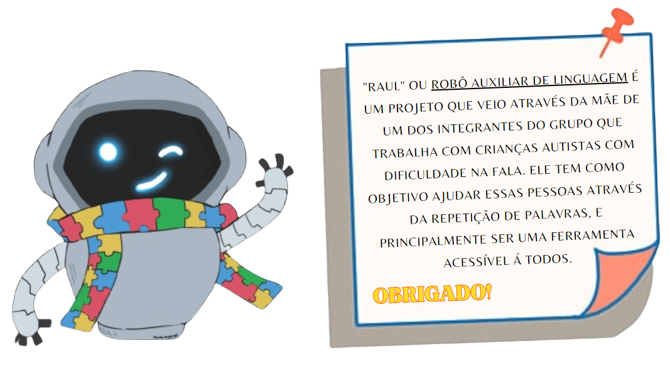 "RAUL" OU ROBÔ AUXILIAR DE LINGUAGEM É
UM PROJETO QUE VEIO ATRAVÉS DA MÃE DE
UM DOS INTEGRANTES DO GRUPO QUE
TRABALHA COM CRIANÇAS AUTISTAS COM
DIFICULDADE NA FALA. ELE TEM COMO
OBJETIVO AJUDAR ESSAS PESSOAS ATRAVÉS
DA REPETIÇÃO DE PALAVRAS, E
PRINCIPALMENTE SER UMA FERRAMENTA
ACESSÍVEL Á TODOS.
OBRIGADO!